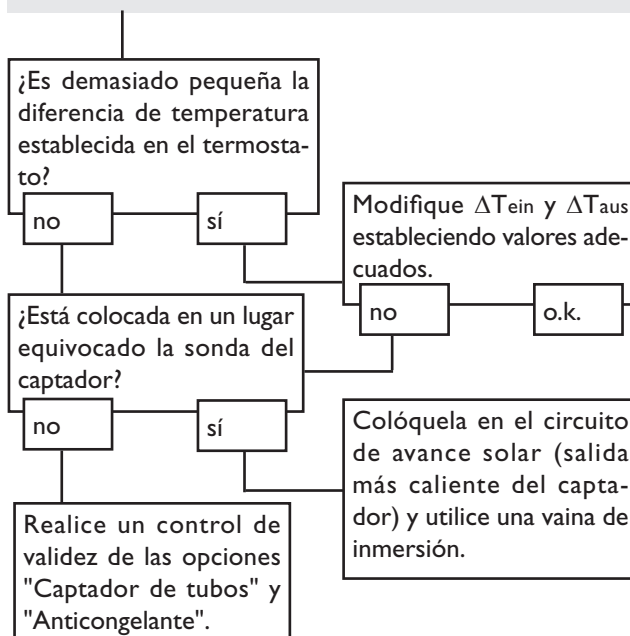 ¿Es demasiado pequeña la
diferencia de temperatura
establecida en el termosta-
to?
no
sí
Modifique ΔTein y ΔTaus
estableciendo valores ade-
cuados.
no
o.k.
¿Está colocada en un lugar
equivocado la sonda del
captador?
no
sí
Colóquela en el circuito
de avance solar (salida
más caliente del capta-
dor) y utilice una vaina de
inmersión.
Realice un control de
validez de las opciones
"Captador de tubos" y
"Anticongelante".